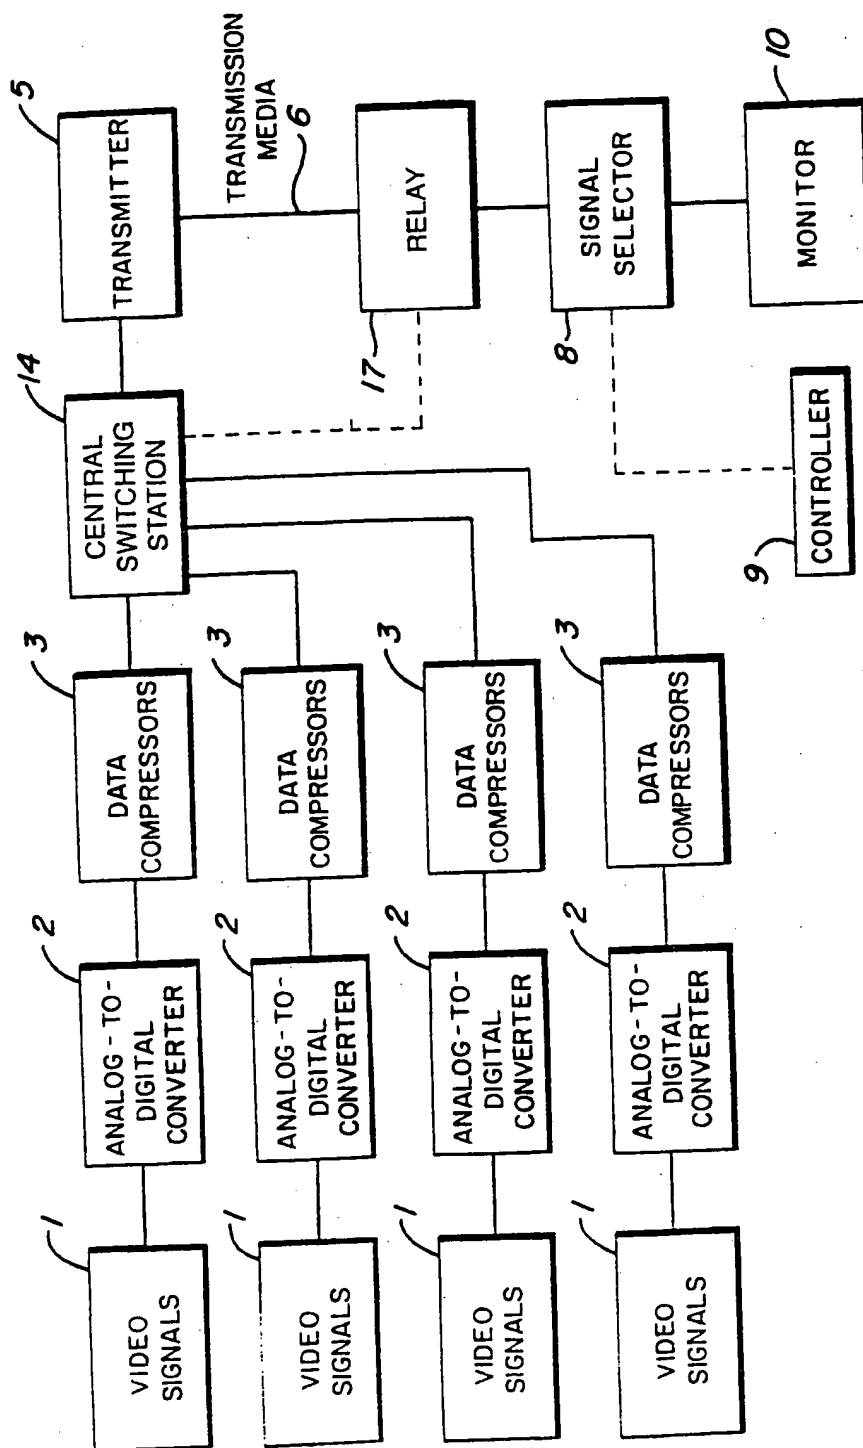 1
VIDEO
SIGNALS
2
ANALOG-TO-
DIGITAL
CONVERTER
3
DATA
COMPRESSORS
14
CENTRAL
SWITCHING
STATION
5
TRANSMITTER
1
VIDEO
SIGNALS
2
ANALOG-TO-
DIGITAL
CONVERTER
3
DATA
COMPRESSORS
TRANSMISSION
MEDIA
6
1
VIDEO
SIGNALS
2
ANALOG-TO-
DIGITAL
CONVERTER
3
DATA
COMPRESSORS
17
RELAY
1
VIDEO
SIGNALS
2
ANALOG-TO-
DIGITAL
CONVERTER
3
DATA
COMPRESSORS
8
SIGNAL
SELECTOR
9
CONTROLLER
10
MONITOR